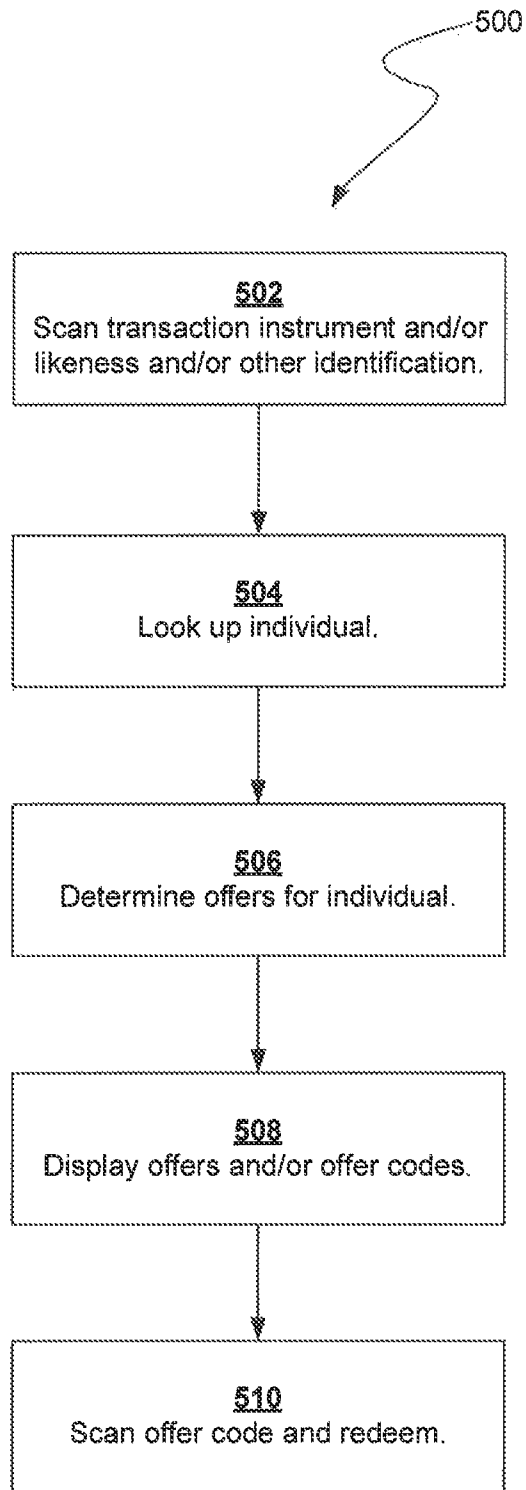 500
502
Scan transaction instrument and/or
likeness and/or other identification.
504
Look up individual.
506
Determine offers for individual.
508
Display offers and/or offer codes.
510
Scan offer code and redeem.